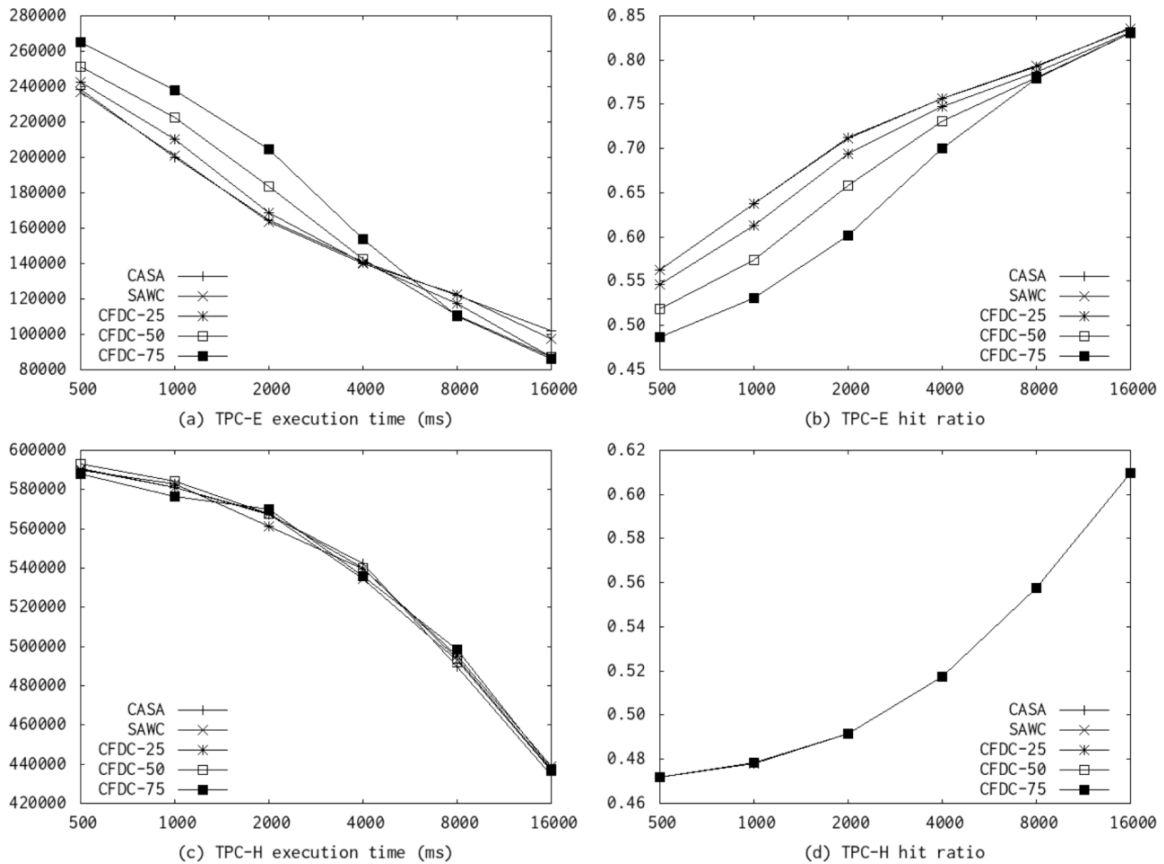 280000
260000
240000
220000
200000
180000
160000
140000
120000
100000
80000
CASA
SAWC
CFDC-25
CFDC-50
CFDC-75
500 1000 2000 4000 8000 16000
(a) TPC-E execution time (ms)
0.85
0.80
0.75
0.70
0.65
0.60
0.55
0.50
0.45
CASA
SAWC
CFDC-25
CFDC-50
CFDC-75
500 1000 2000 4000 8000 16000
(b) TPC-E hit ratio
600000
580000
560000
540000
520000
500000
480000
460000
440000
420000
CASA
SAWC
CFDC-25
CFDC-50
CFDC-75
500 1000 2000 4000 8000 16000
(c) TPC-H execution time (ms)
0.62
0.60
0.58
0.56
0.54
0.52
0.50
0.48
0.46
CASA
SAWC
CFDC-25
CFDC-50
CFDC-75
500 1000 2000 4000 8000 16000
(d) TPC-H hit ratio